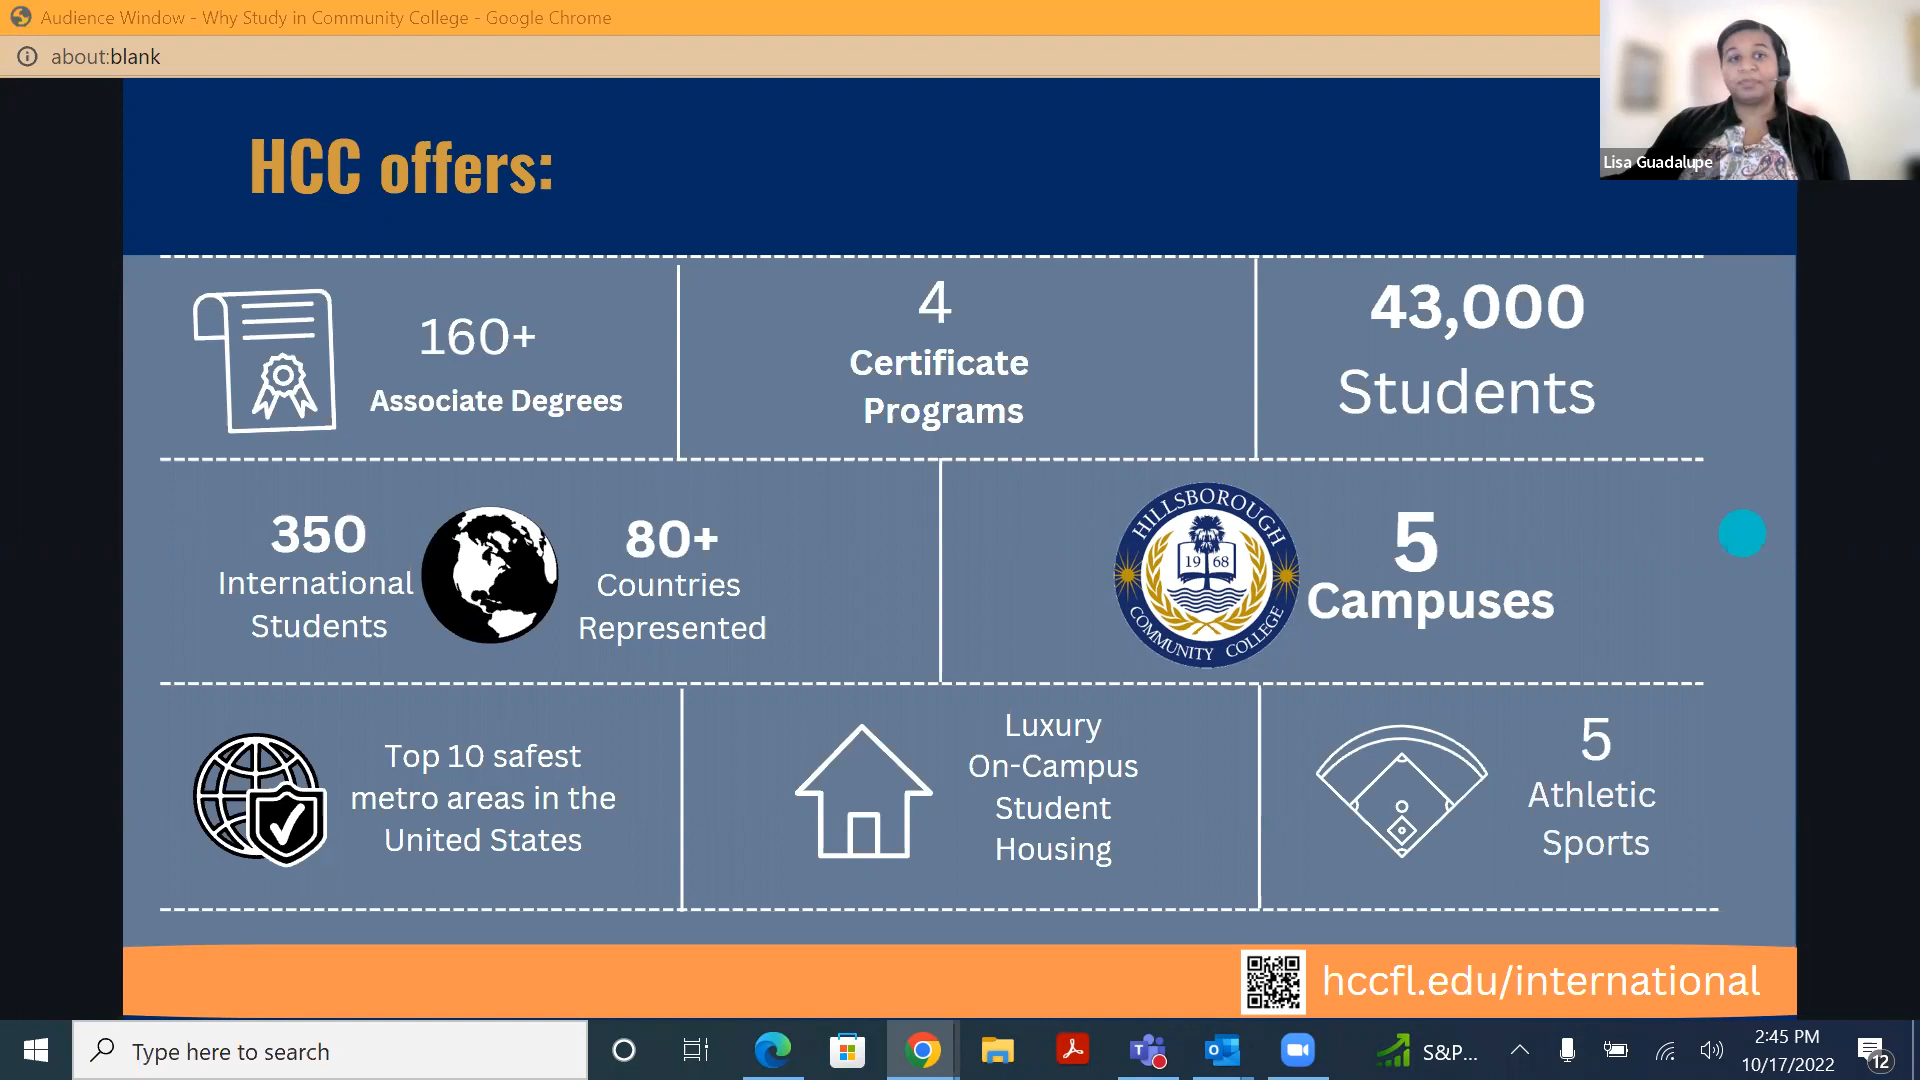 Audience Window - Why Study in Community College - Google Chrome
about:blank
Lisa Guadalupe
HCC offers:
160+
Associate Degrees
4
Certificate
Programs
43,000
Students
350
International
Students
80+
Countries
Represented
HILLSBOROUGH
19 68
COMMUNITY COLLEGE
5
Campuses
Top 10 safest
metro areas in the
United States
Luxury
On-Campus
Student
Housing
5
Athletic
Sports
hccfl.edu/international
Type here to search
S&P...
2:45 PM
10/17/2022
12